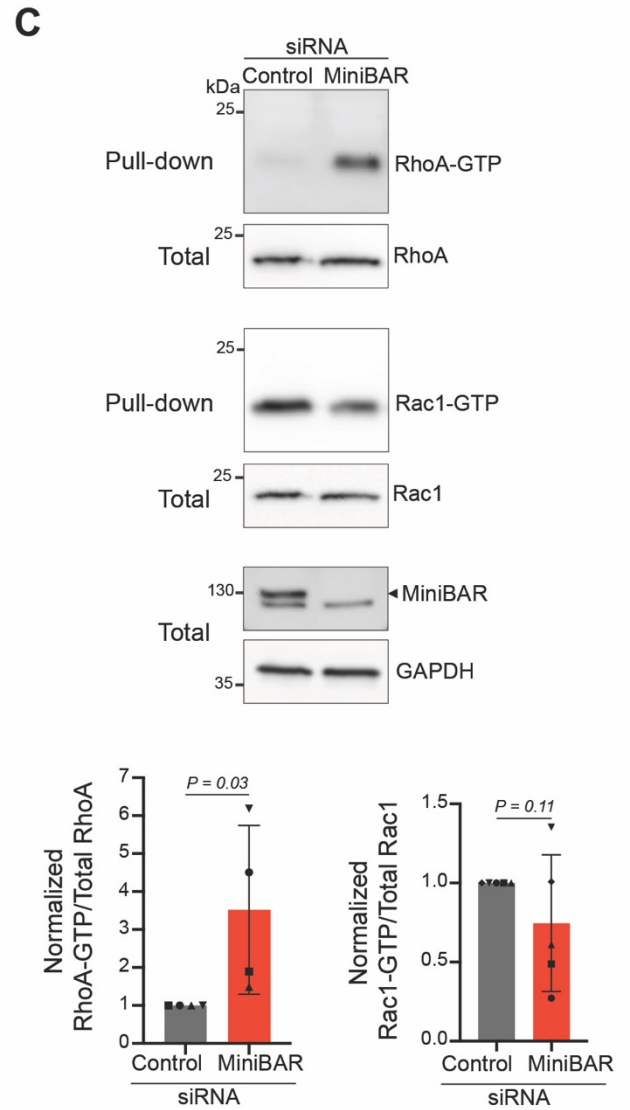 C
siRNA
Control MiniBAR
kDa
25
Pull-down
RhoA-GTP
25
Total
RhoA
25
Pull-down
Rac1-GTP
25
Total
Rac1
130
MiniBAR
Total
GAPDH
35
Normalized
RhoA-GTP/Total RhoA
7
6
5
4
3
2
1
0
P = 0.03
Control MiniBAR
siRNA
Normalized
Rac1-GTP/Total Rac1
1.5
1.0
0.5
0.0
P = 0.11
Control MiniBAR
siRNA